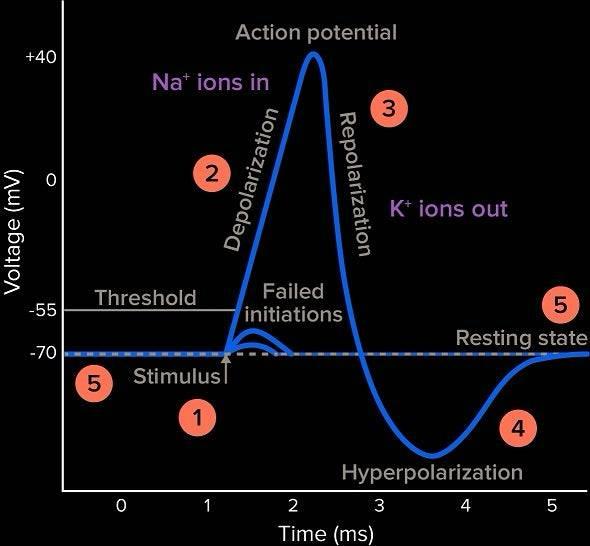 Action potential
+40
Na⁺ ions in
3
Depolarization
Repolarization
2
0
K⁺ ions out
Voltage (mV)
Threshold
Failed
initiations
5
-55
Resting state
-70
Stimulus
5
1
4
Hyperpolarization
0 1 2 3 4 5
Time (ms)